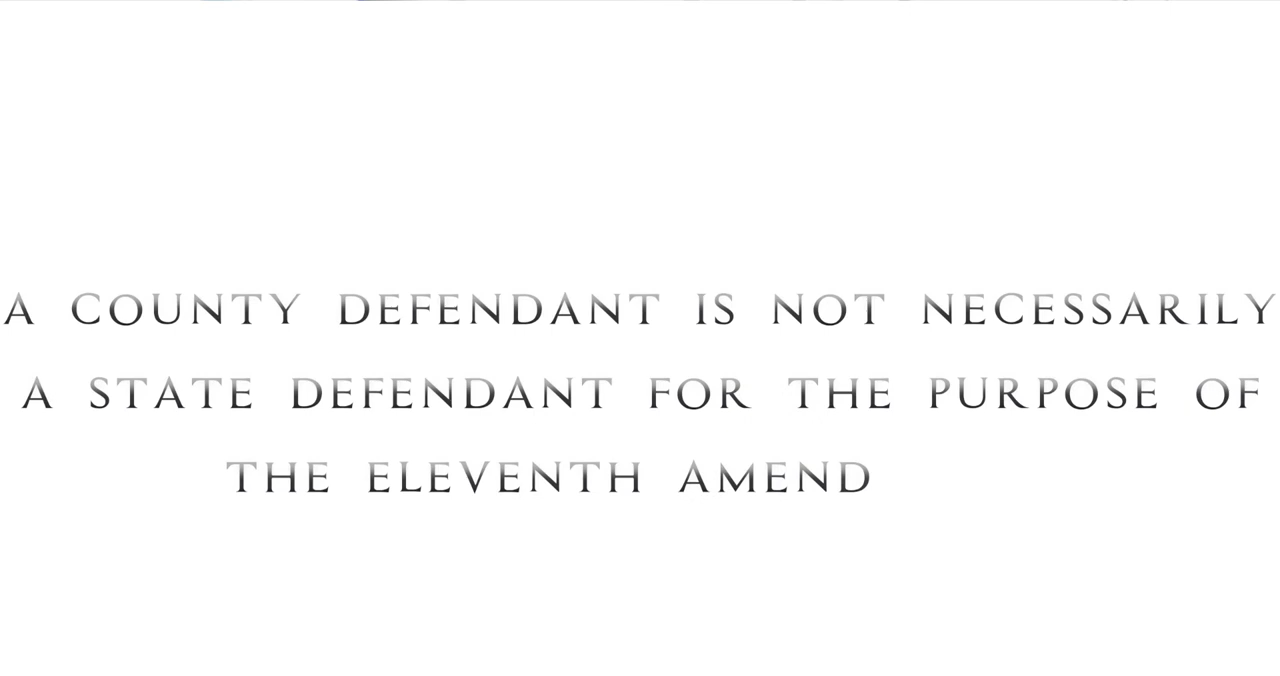 A COUNTY DEFENDANT IS NOT NECESSARILY
A STATE DEFENDANT FOR THE PURPOSE OF
THE ELEVENTH AMEND